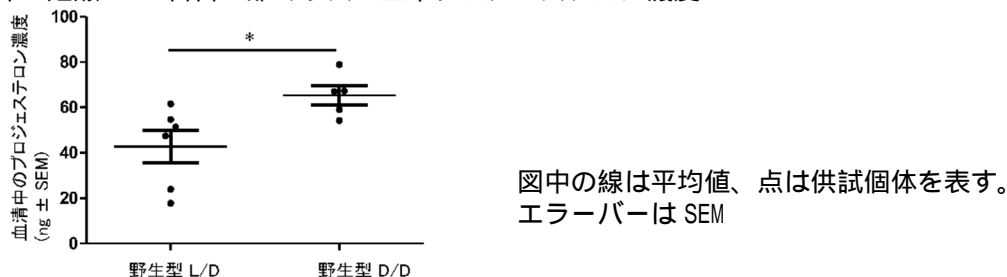 100
80
60
40
20
0
*
血清中のプロジェステロン濃度
(ng ± SEM)
野生型 L/D
野生型 D/D
図中の線は平均値、点は供試個体を表す。
エラーバーは SEM